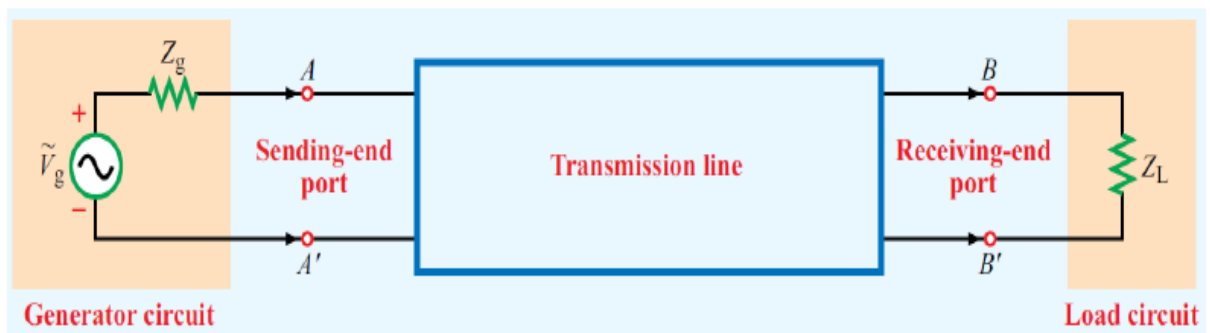 Z_g
A
B
+
Ṽ_g
−
Sending-end
port
Transmission line
Receiving-end
port
Z_L
A'
B'
Generator circuit
Load circuit